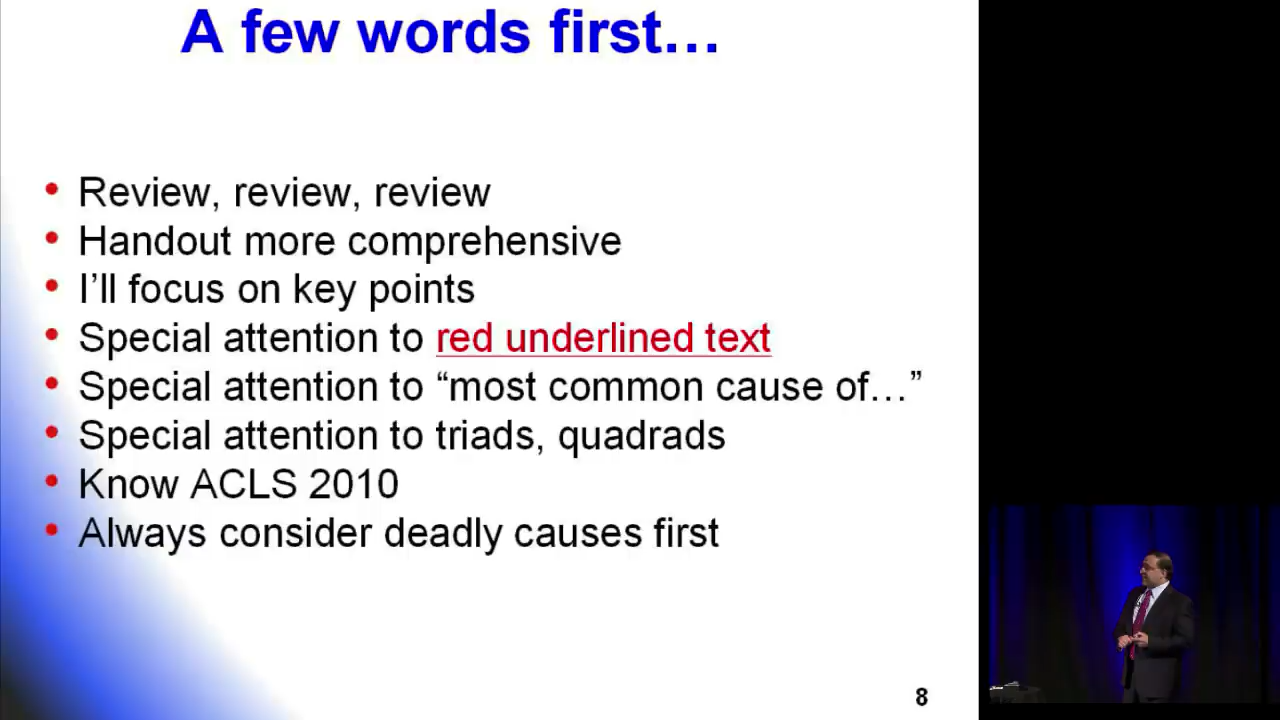 A few words first…
Review, review, review
Handout more comprehensive
I’ll focus on key points
Special attention to red underlined text
Special attention to “most common cause of…”
Special attention to triads, quadrads
Know ACLS 2010
Always consider deadly causes first
8